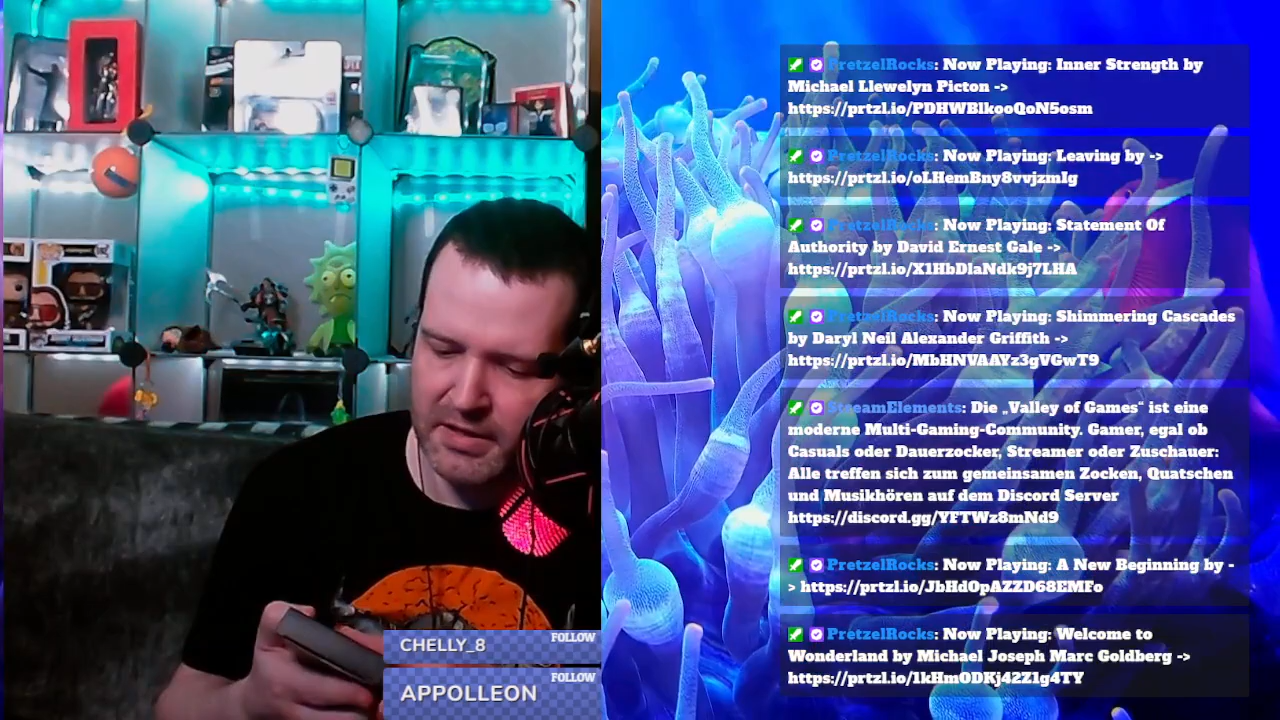 PretzelRocks: Now Playing: Inner Strength by
Michael Llewelyn Picton ->
https://prtzl.io/PDHWBlkooQoN5osm
PretzelRocks: Now Playing: Leaving by ->
https://prtzl.io/oLHemBny8vvjzmlg
PretzelRocks: Now Playing: Statement Of
Authority by David Ernest Gale ->
https://prtzl.io/X1HbDlaNdk9j7LHA
PretzelRocks: Now Playing: Shimmering Cascades
by Daryl Neil Alexander Griffith ->
https://prtzl.io/MbHNVAAYz3gVGwT9
StreamElements: Die „Valley of Games“ ist eine
moderne Multi-Gaming-Community. Gamer, egal ob
Casuals oder Dauerzocker, Streamer oder Zuschauer:
Alle treffen sich zum gemeinsamen Zocken, Quatschen
und Musikhören auf dem Discord Server
https://discord.gg/YFTWz8mNd9
PretzelRocks: Now Playing: A New Beginning by -
> https://prtzl.io/JbHdOpAZZD68EMFo
PretzelRocks: Now Playing: Welcome to
Wonderland by Michael Joseph Marc Goldberg ->
https://prtzl.io/1kHmODKj42Z1g4TY
CHELLY_8 FOLLOW
APPOLLEON FOLLOW